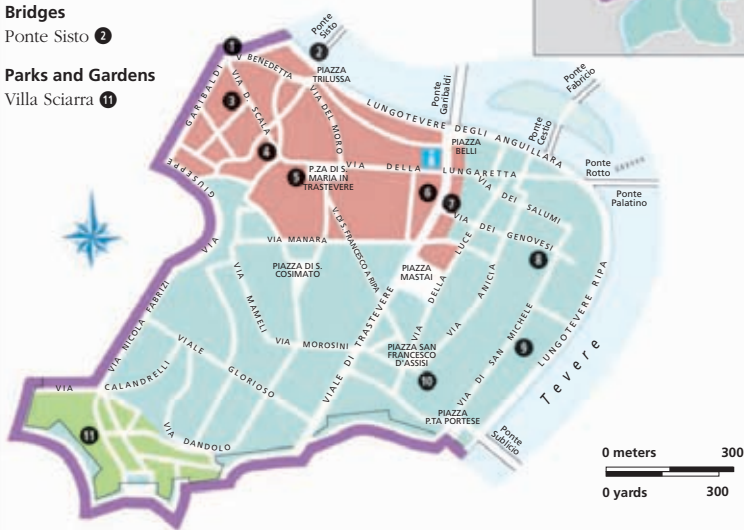 Bridges
Ponte Sisto 2
Parks and Gardens
Villa Sciarra 11
1
Ponte
Sisto
2
V BENEDETTA
PIAZZA
TRILUSSA
GARIBALDI
VIA D. SCALA
3
VIA DEL MORO
LUNGOTEVERE DEGLI ANGUILLARA
Ponte
Garibaldi
Ponte
Fabricio
Ponte
Cestio
PIAZZA
BELLI
4
GIUSEPPE
5
P.ZA DI S.
MARIA IN
TRASTEVERE
VIA DELLA LUNGARETTA
i
Ponte
Rotto
Ponte
Palatino
6
7
VIA DEI SALUMI
VIA DEI GENOVESI
VIA
VIA MANARA
V. DI S. FRANCESCO A RIPA
PIAZZA DI S.
COSIMATO
PIAZZA
MASTAI
VIA DELLA LUCE
VIA ANICIA
8
LUNGOTEVERE RIPA
VIA NICOLA FABRIZI
VIA MAMELI
VIALE DI TRASTEVERE
VIA MOROSINI
VIALE GLORIOSO
PIAZZA SAN
FRANCESCO
D'ASSISI
10
VIA DI SAN MICHELE
9
Tevere
VIA CALANDRELLI
VIA DANDOLO
PIAZZA
P.TA PORTESE
Ponte
Sublicio
11
0 meters 300
0 yards 300